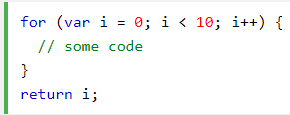 for (var i = 0; i < 10; i++) {
  // some code
}
return i;